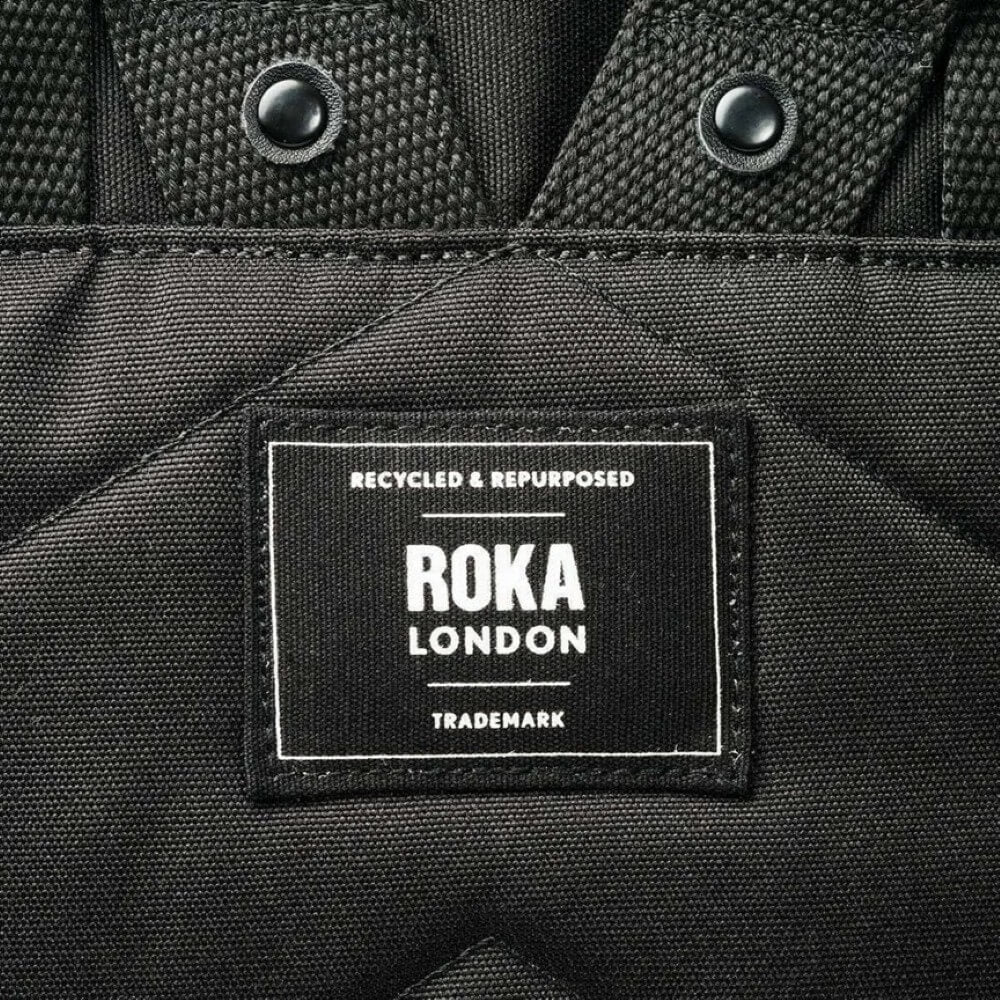 RECYCLED & REPURPOSED
ROKA
LONDON
TRADEMARK